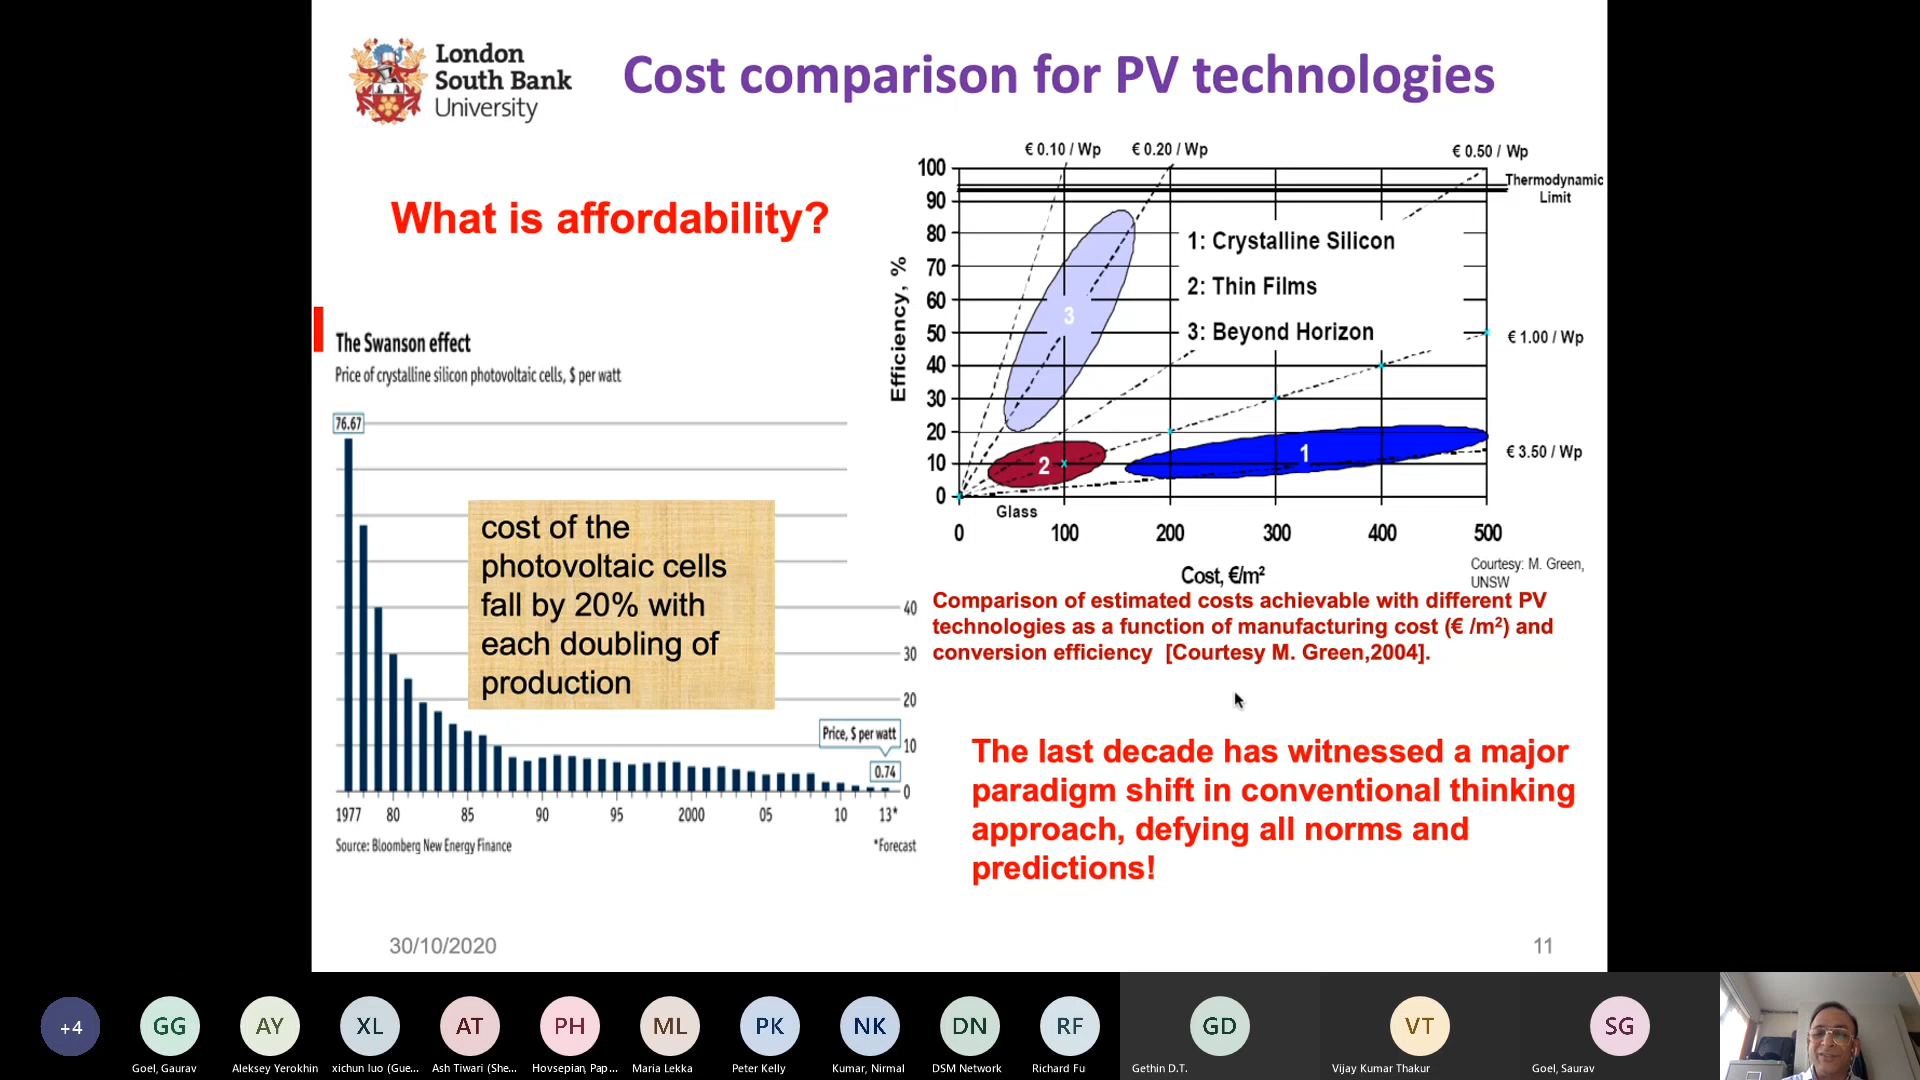 London
South Bank
University
Cost comparison for PV technologies
What is affordability?
The Swanson effect
Price of crystalline silicon photovoltaic cells, $ per watt
76.67
cost of the
photovoltaic cells
fall by 20% with
each doubling of
production
40
30
20
10
0
Price, $ per watt
0.74
1977 80 85 90 95 2000 05 10 13*
Source: Bloomberg New Energy Finance
*Forecast
€ 0.10 / Wp € 0.20 / Wp € 0.50 / Wp
Thermodynamic
Limit
100
90
80
70
60
50
40
30
20
10
0
Efficiency, %
1: Crystalline Silicon
2: Thin Films
3: Beyond Horizon
3
2
1
€ 1.00 / Wp
€ 3.50 / Wp
Glass
0 100 200 300 400 500
Cost, €/m²
Courtesy: M. Green,
UNSW
Comparison of estimated costs achievable with different PV
technologies as a function of manufacturing cost (€ /m²) and
conversion efficiency [Courtesy M. Green,2004].
The last decade has witnessed a major
paradigm shift in conventional thinking
approach, defying all norms and
predictions!
30/10/2020
11
+4 GG AY XL AT PH ML PK NK DN RF GD VT SG
Goel, Gaurav Aleksey Yerokhin xichun luo (Gue... Ash Tiwari (She... Hovsepian, Pap... Maria Lekka Peter Kelly Kumar, Nirmal DSM Network Richard Fu Gethin D.T. Vijay Kumar Thakur Goel, Saurav